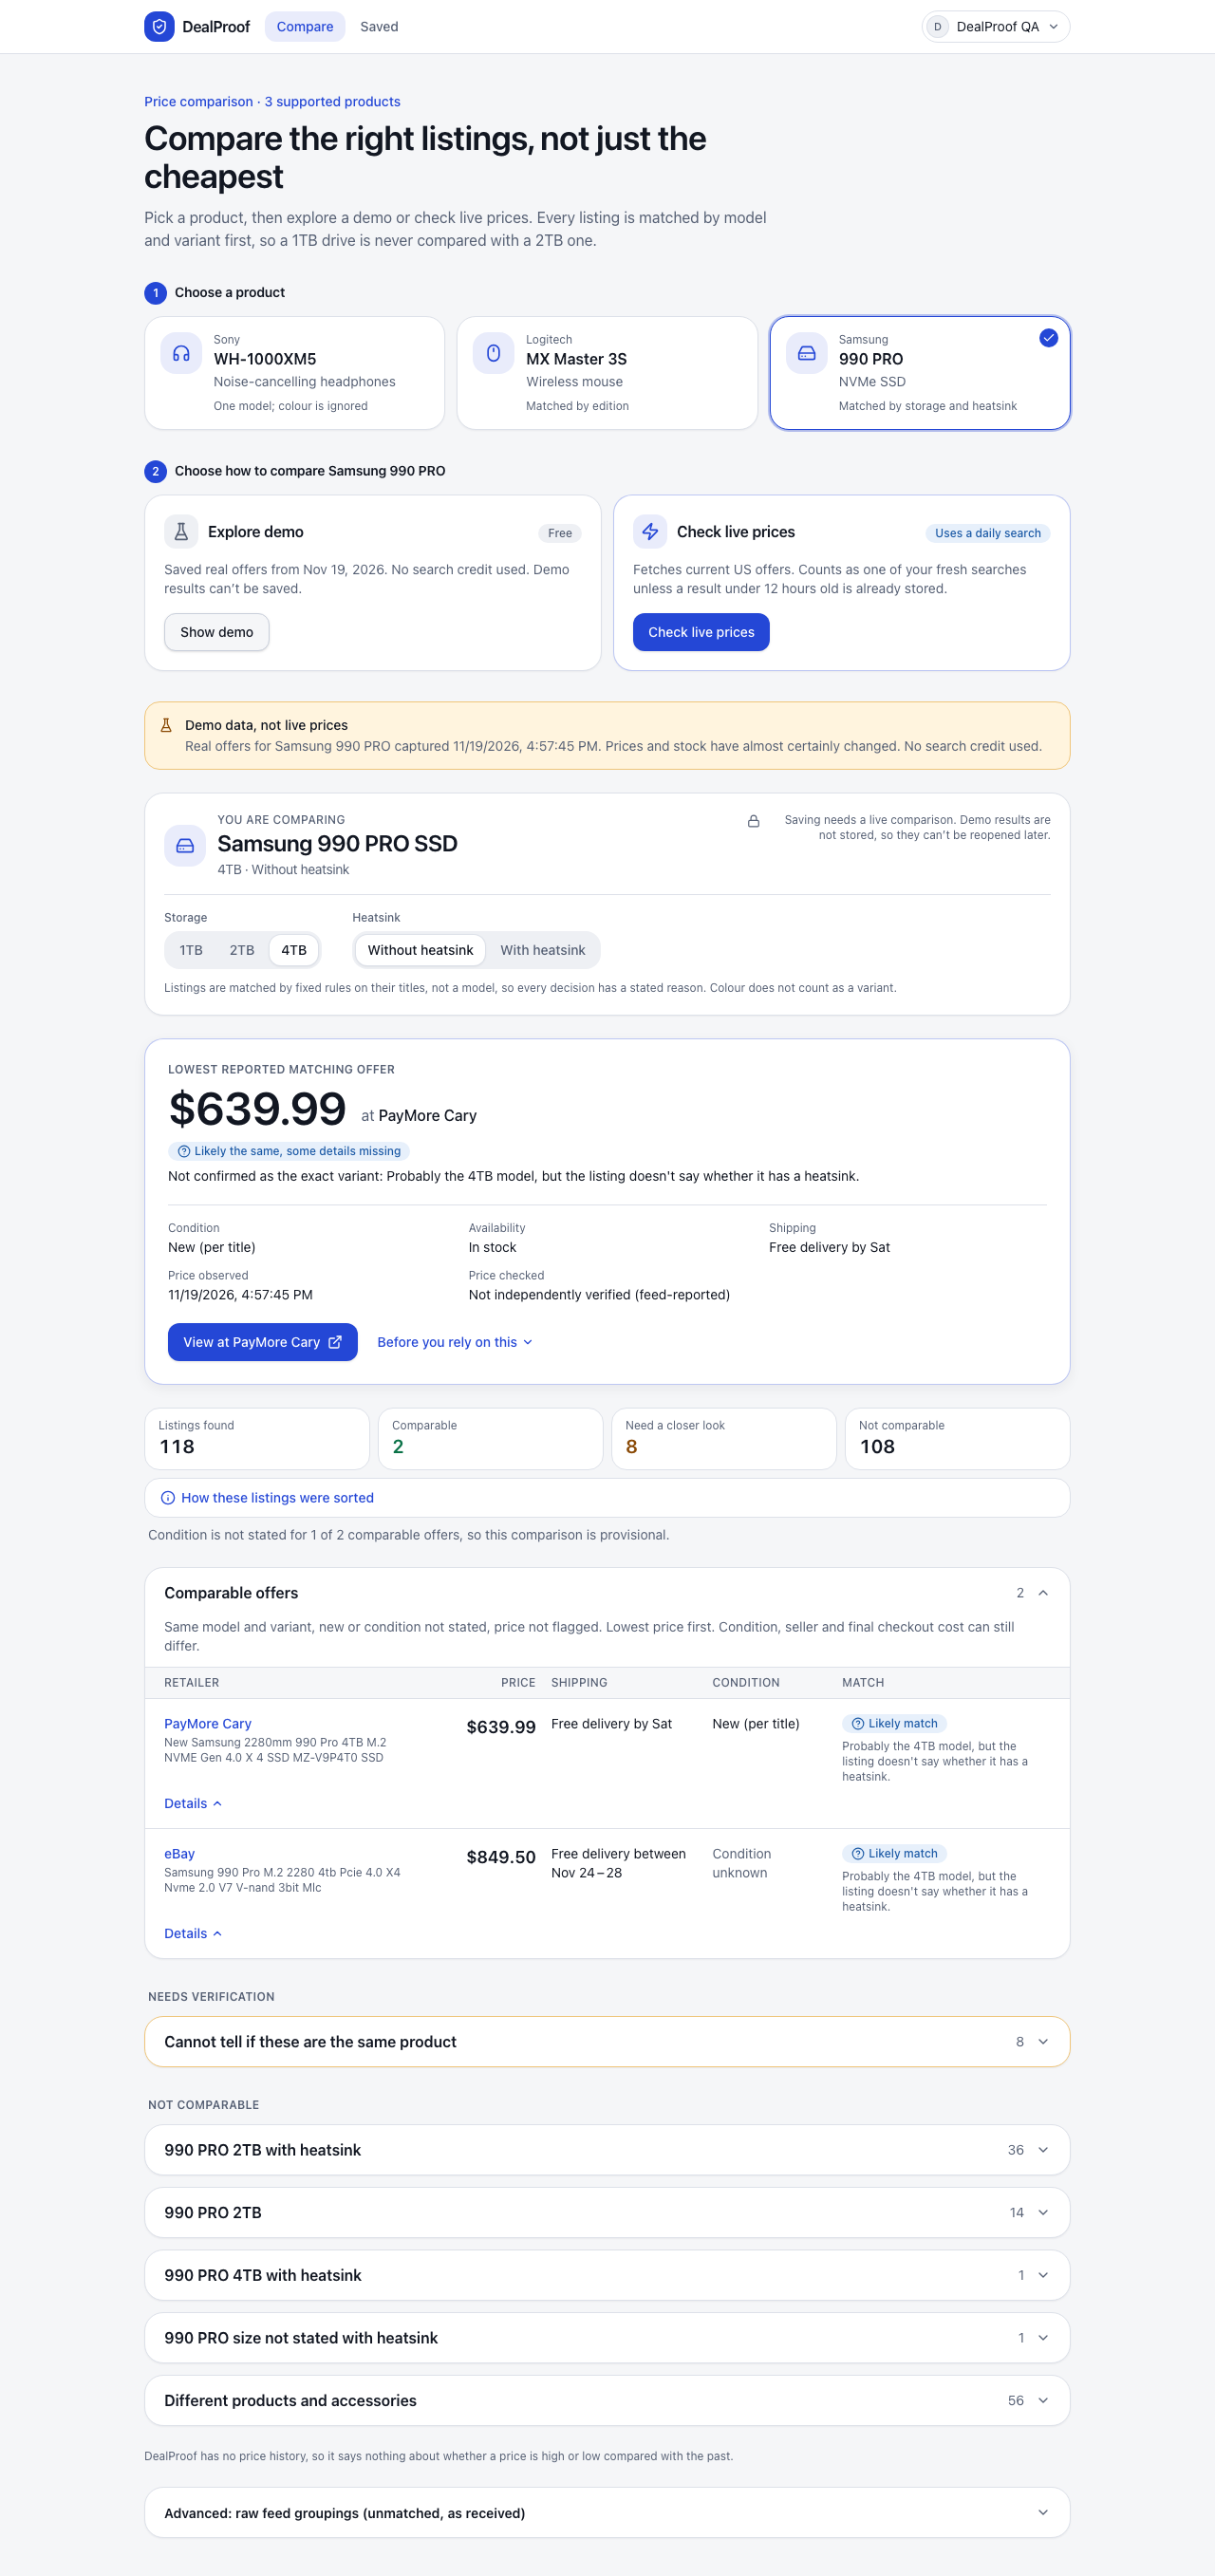 DealProof
Compare
Saved
D
DealProof QA
Price comparison · 3 supported products
Compare the right listings, not just the
cheapest
Pick a product, then explore a demo or check live prices. Every listing is matched by model
and variant first, so a 1TB drive is never compared with a 2TB one.
1
Choose a product
Sony
WH-1000XM5
Noise-cancelling headphones
One model; colour is ignored
Logitech
MX Master 3S
Wireless mouse
Matched by edition
Samsung
990 PRO
NVMe SSD
Matched by storage and heatsink
2
Choose how to compare Samsung 990 PRO
Explore demo
Free
Saved real offers from Nov 19, 2026. No search credit used. Demo
results can't be saved.
Show demo
Check live prices
Uses a daily search
Fetches current US offers. Counts as one of your fresh searches
unless a result under 12 hours old is already stored.
Check live prices
Demo data, not live prices
Real offers for Samsung 990 PRO captured 11/19/2026, 4:57:45 PM. Prices and stock have almost certainly changed. No search credit used.
YOU ARE COMPARING
Samsung 990 PRO SSD
4TB · Without heatsink
Saving needs a live comparison. Demo results are
not stored, so they can't be reopened later.
Storage
1TB
2TB
4TB
Heatsink
Without heatsink
With heatsink
Listings are matched by fixed rules on their titles, not a model, so every decision has a stated reason. Colour does not count as a variant.
LOWEST REPORTED MATCHING OFFER
$639.99 at PayMore Cary
Likely the same, some details missing
Not confirmed as the exact variant: Probably the 4TB model, but the listing doesn't say whether it has a heatsink.
Condition
New (per title)
Availability
In stock
Shipping
Free delivery by Sat
Price observed
11/19/2026, 4:57:45 PM
Price checked
Not independently verified (feed-reported)
View at PayMore Cary
Before you rely on this
Listings found
118
Comparable
2
Need a closer look
8
Not comparable
108
How these listings were sorted
Condition is not stated for 1 of 2 comparable offers, so this comparison is provisional.
Comparable offers
2
Same model and variant, new or condition not stated, price not flagged. Lowest price first. Condition, seller and final checkout cost can still
differ.
RETAILER
PRICE
SHIPPING
CONDITION
MATCH
PayMore Cary
New Samsung 2280mm 990 Pro 4TB M.2
NVME Gen 4.0 X 4 SSD MZ-V9P4T0 SSD
$639.99
Free delivery by Sat
New (per title)
Likely match
Probably the 4TB model, but the
listing doesn't say whether it has a
heatsink.
Details
eBay
Samsung 990 Pro M.2 2280 4tb Pcie 4.0 X4
Nvme 2.0 V7 V-nand 3bit Mlc
$849.50
Free delivery between
Nov 24 – 28
Condition
unknown
Likely match
Probably the 4TB model, but the
listing doesn't say whether it has a
heatsink.
Details
NEEDS VERIFICATION
Cannot tell if these are the same product
8
NOT COMPARABLE
990 PRO 2TB with heatsink
36
990 PRO 2TB
14
990 PRO 4TB with heatsink
1
990 PRO size not stated with heatsink
1
Different products and accessories
56
DealProof has no price history, so it says nothing about whether a price is high or low compared with the past.
Advanced: raw feed groupings (unmatched, as received)